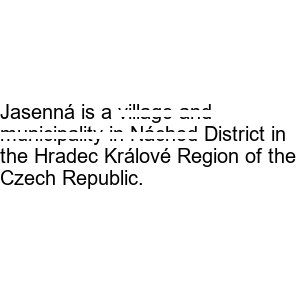 Jasenná is a village and
municipality in Náchod District in
the Hradec Králové Region of the
Czech Republic.